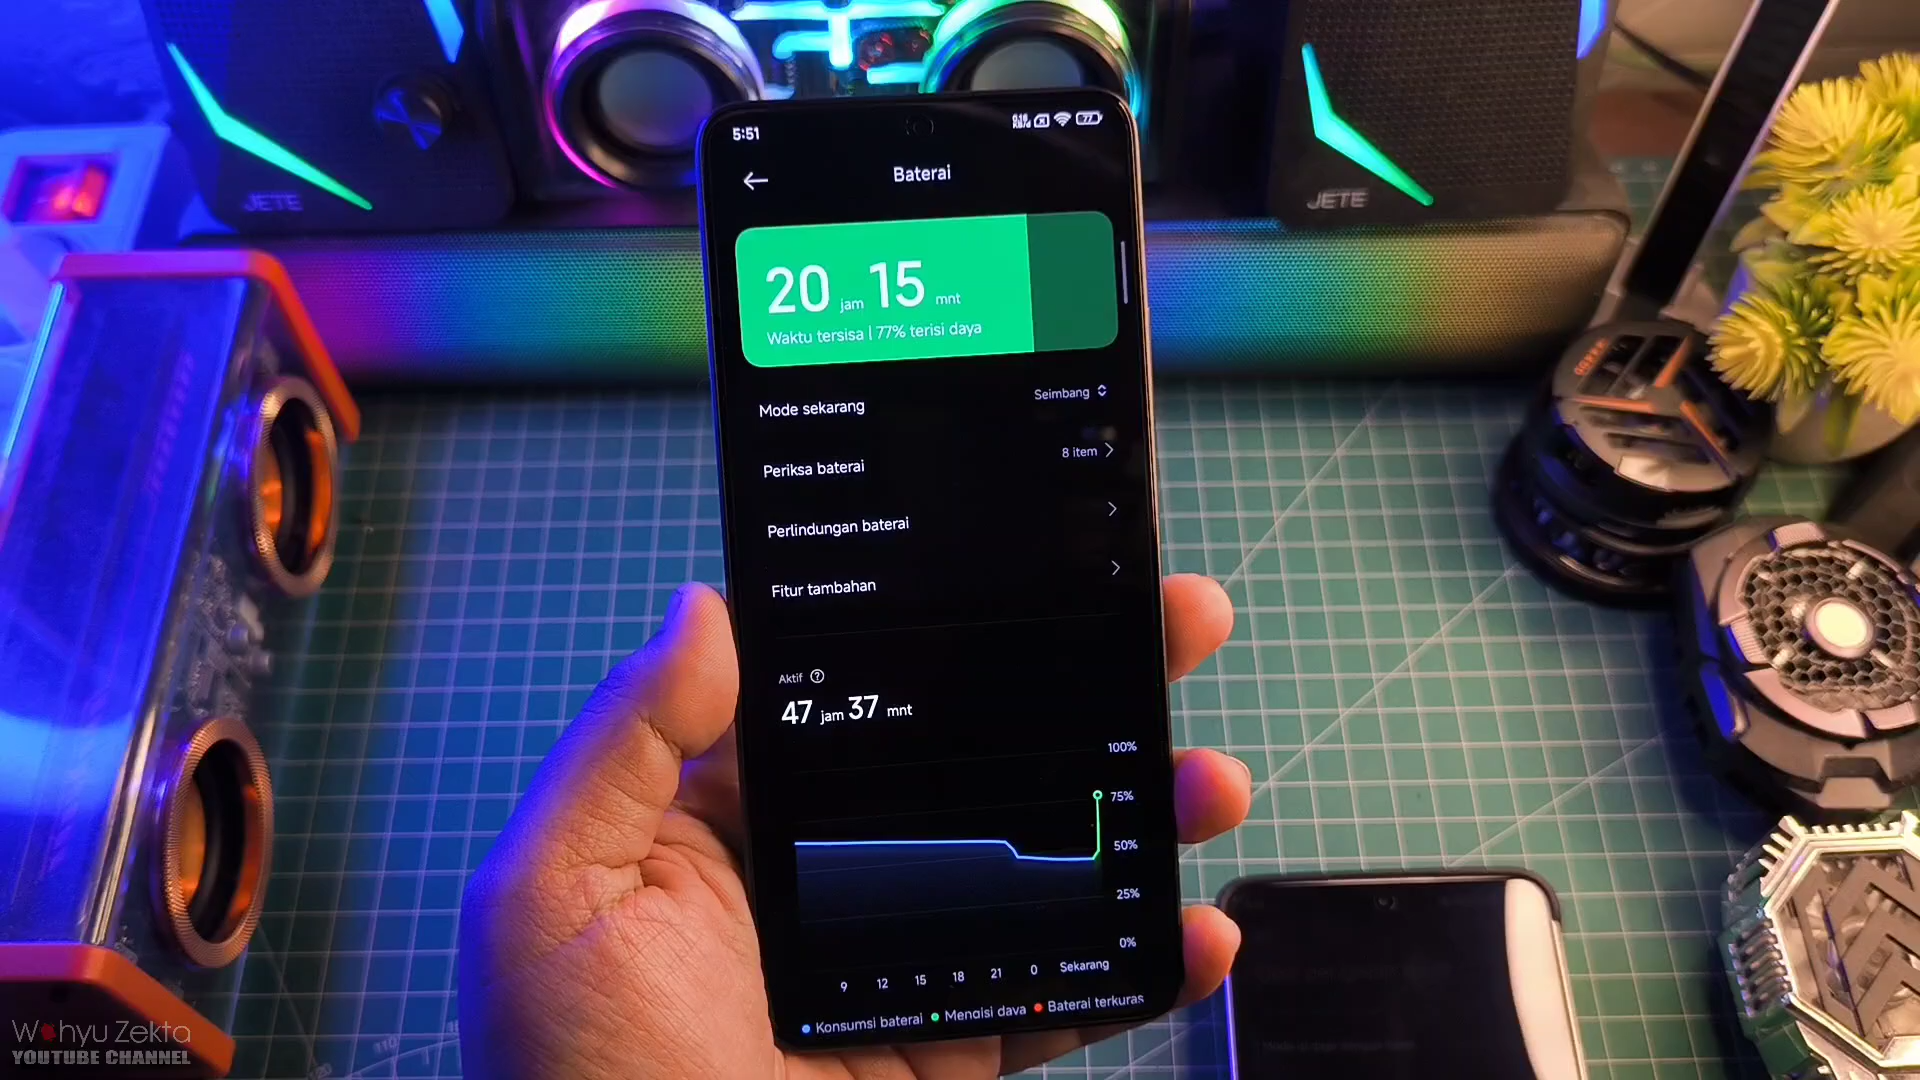 5:51
77
Baterai
20 jam 15 mnt
Waktu tersisa | 77% terisi daya
Mode sekarang
Seimbang
Periksa baterai
8 item
Perlindungan baterai
Fitur tambahan
Aktif ?
47 jam 37 mnt
100%
75%
50%
25%
0%
9 12 15 18 21 0 Sekarang
Konsumsi baterai Mengisi daya Baterai terkuras
JETE
JETE
Wahyu Zekta
YOUTUBE CHANNEL